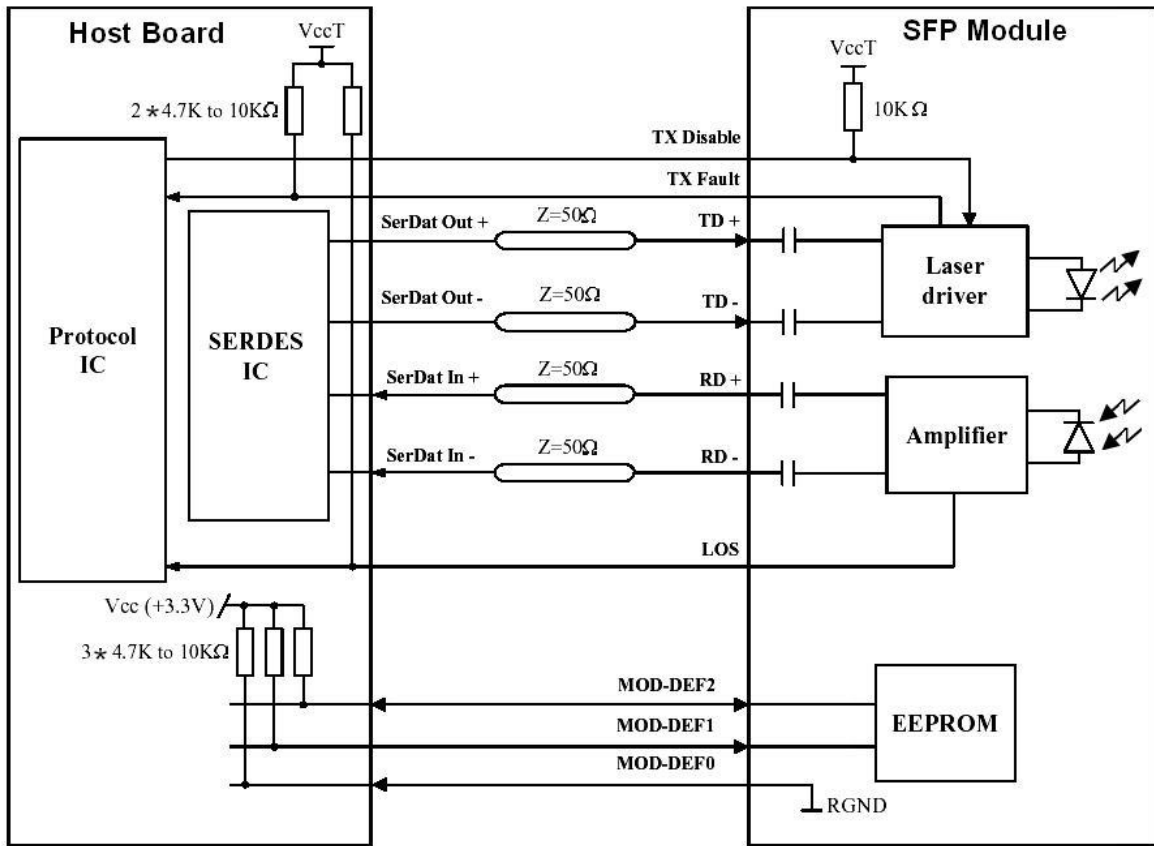 Host Board
SFP Module
VccT
VccT
2*4.7K to 10KΩ
10KΩ
TX Disable
TX Fault
SerDat Out +
Z=50Ω
TD +
Laser
driver
SerDat Out -
Z=50Ω
TD -
Protocol
IC
SERDES
IC
SerDat In +
Z=50Ω
RD +
Amplifier
SerDat In -
Z=50Ω
RD -
LOS
Vcc (+3.3V)
3*4.7K to 10KΩ
MOD-DEF2
MOD-DEF1
EEPROM
MOD-DEF0
RGND